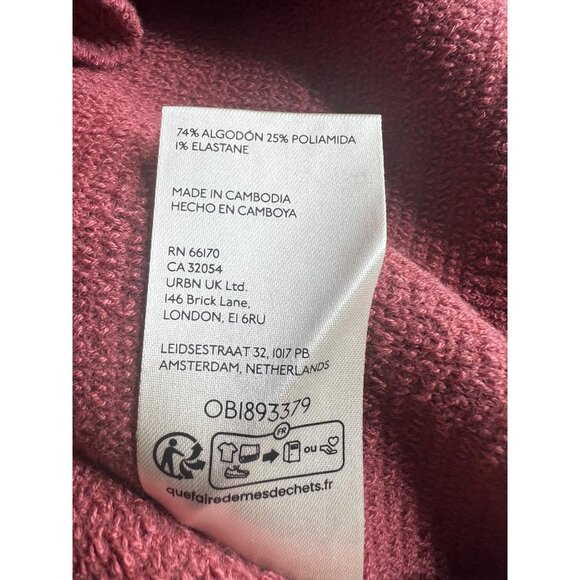 74% ALGODÓN 25% POLIAMIDA
1% ELASTANE
MADE IN CAMBODIA
HECHO EN CAMBOYA
RN 66170
CA 32054
URBN UK Ltd.
146 Brick Lane,
LONDON, E1 6RU
LEIDSESTRAAT 32, 1017 PB
AMSTERDAM, NETHERLANDS
OB1893379
FR
ou
quefairedemesdechets.fr